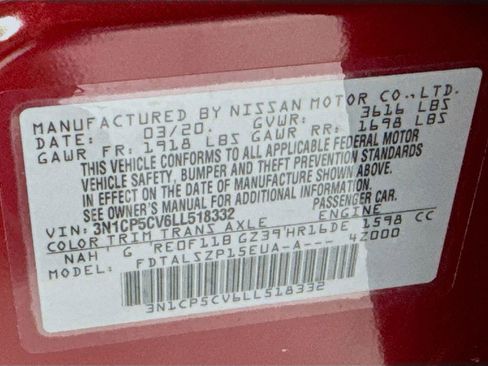 MANUFACTURED BY NISSAN MOTOR CO.,LTD.
DATE: 03/20. GVWR: 3616 LBS
GAWR FR: 1918 LBS GAWR RR: 1698 LBS
THIS VEHICLE CONFORMS TO ALL APPLICABLE FEDERAL MOTOR
VEHICLE SAFETY, BUMPER AND THEFT PREVENTION STANDARDS
IN EFFECT ON THE DATE OF MANUFACTURE SHOWN ABOVE.
SEE OWNER'S MANUAL FOR ADDITIONAL INFORMATION.
VIN: 3N1CP5CV6LL518332 PASSENGER CAR.
COLOR TRIM TRANS AXLE
NAH G RE0F11B GZ39 HR16DE 1598 CC
FDTALSZP15EUA-A--- 4Z000
3N1CP5CV6LL518332